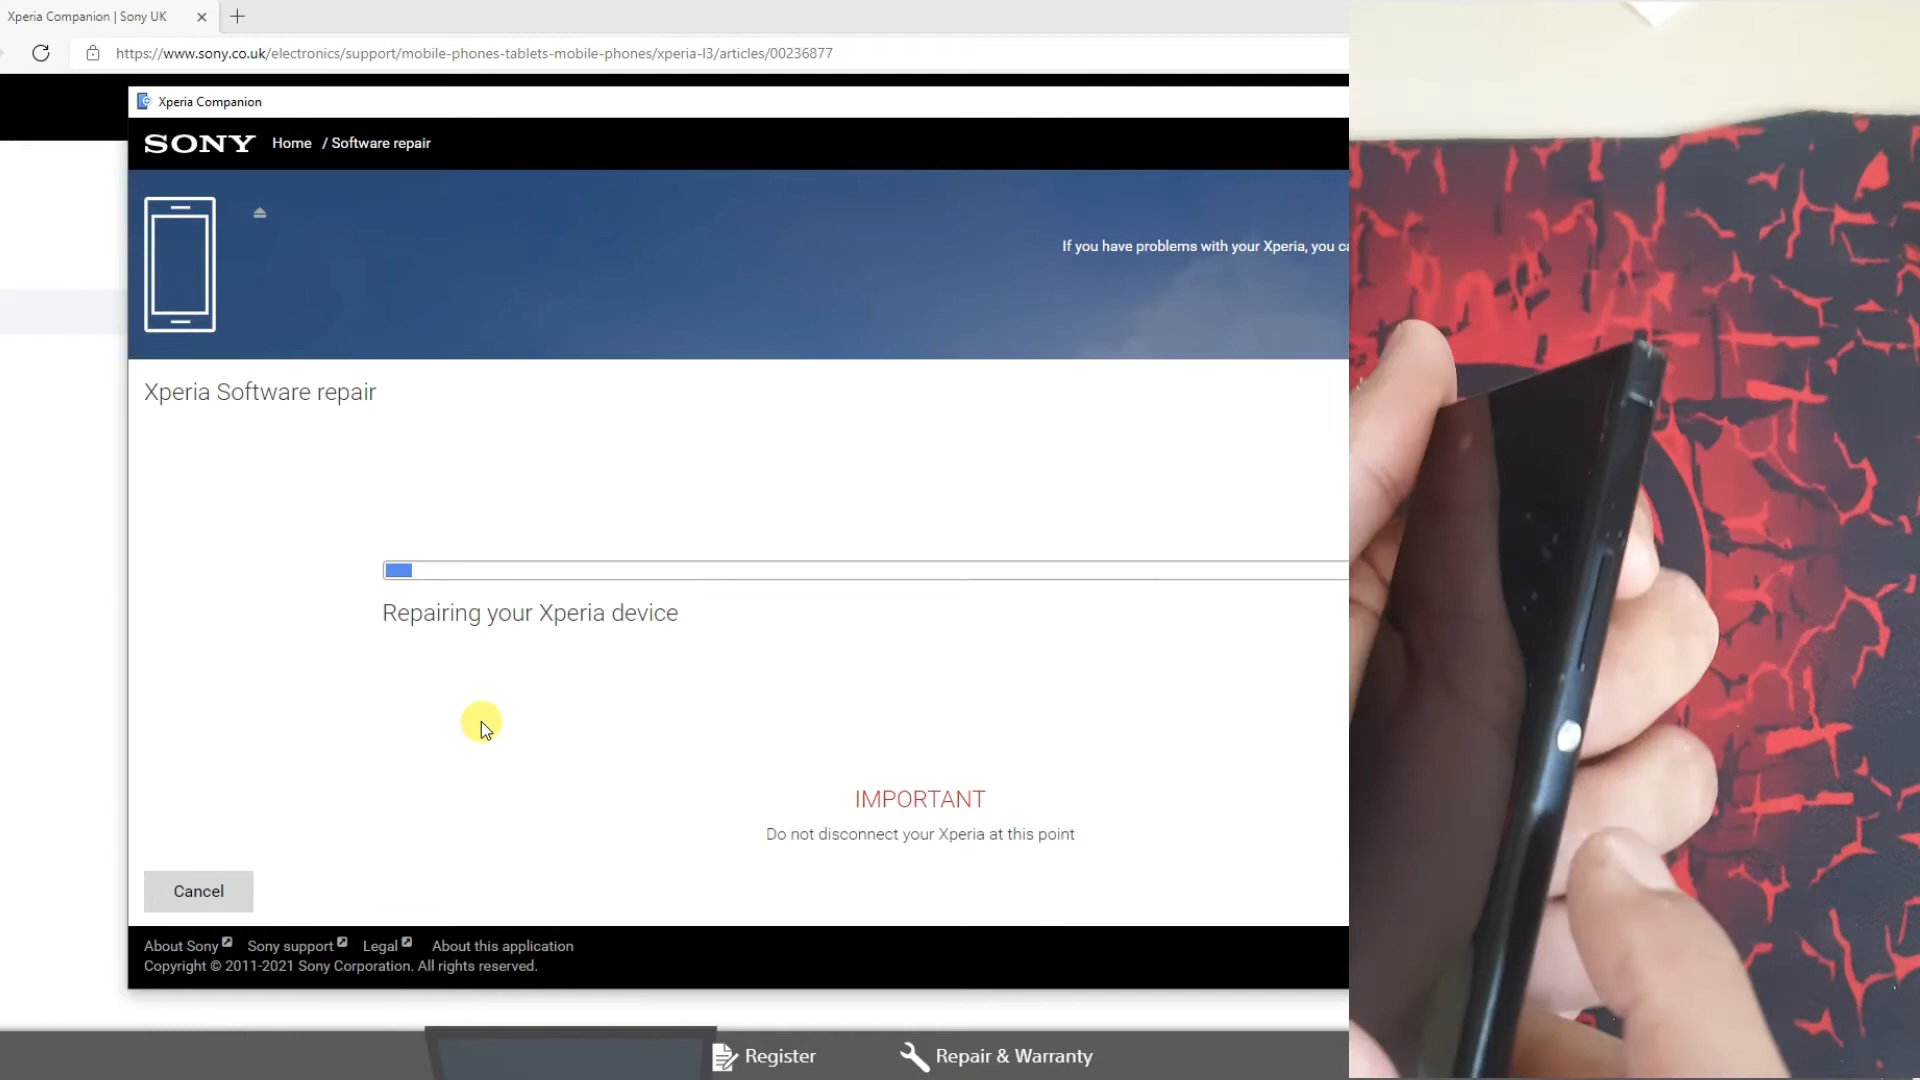 Xperia Companion | Sony UK
https://www.sony.co.uk/electronics/support/mobile-phones-tablets-mobile-phones/xperia-l3/articles/00236877
Xperia Companion
SONY Home / Software repair
If you have problems with your Xperia, you ca
Xperia Software repair
Repairing your Xperia device
IMPORTANT
Do not disconnect your Xperia at this point
Cancel
About Sony Sony support Legal About this application
Copyright © 2011-2021 Sony Corporation. All rights reserved.
Register Repair & Warranty